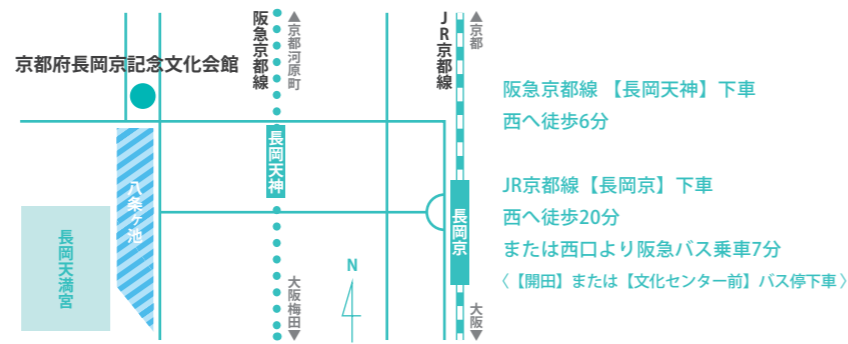 京都府長岡京記念文化会館
阪急京都線
▲京都河原町
JR京都線
▲京都
長岡天神
八条ヶ池
長岡天満宮
長岡京
N
大阪梅田▼
大阪▼
阪急京都線 【長岡天神】下車
西へ徒歩6分
JR京都線【長岡京】下車
西へ徒歩20分
または西口より阪急バス乗車7分
〈【開田】または【文化センター前】バス停下車〉